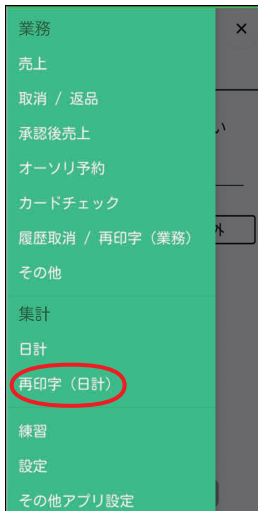 業務
×
売上
取消 / 返品
承認後売上
い
オーソリ予約
カードチェック
履歴取消 / 再印字（業務）
外
その他
集計
日計
再印字（日計）
練習
設定
その他アプリ設定